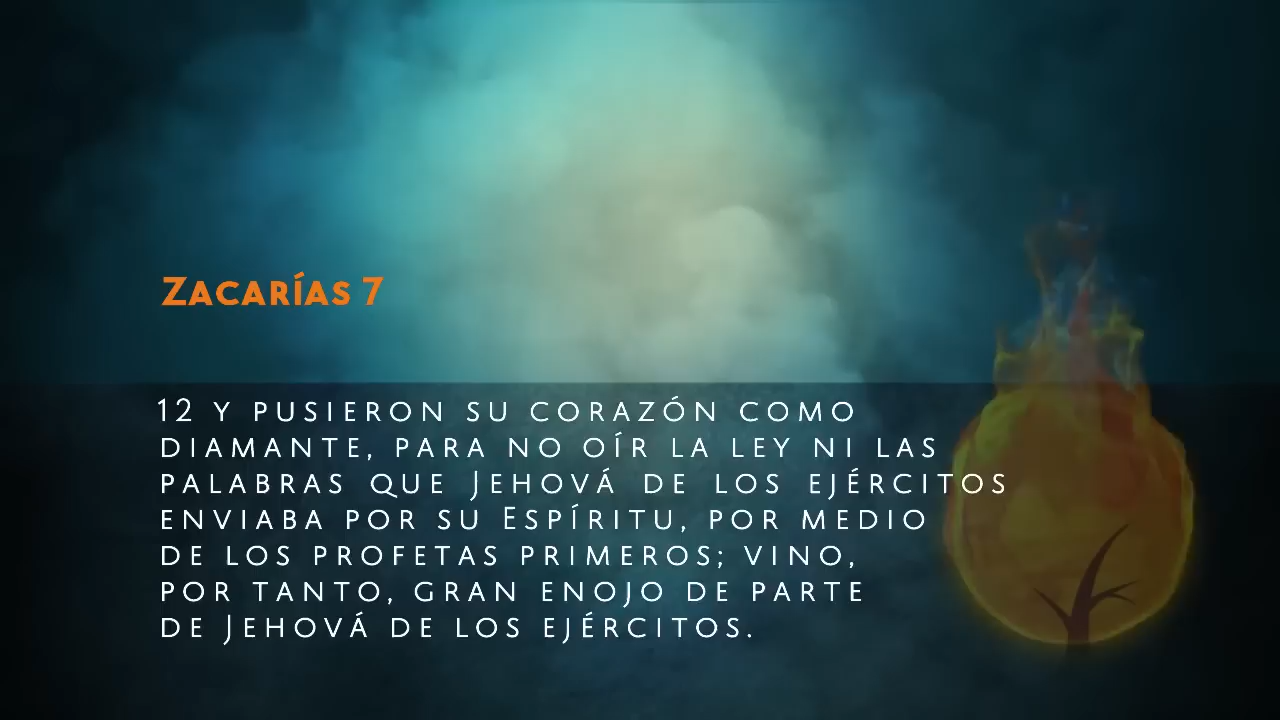 Zacarías 7
12 Y PUSIERON SU CORAZÓN COMO
DIAMANTE, PARA NO OÍR LA LEY NI LAS
PALABRAS QUE JEHOVÁ DE LOS EJÉRCITOS
ENVIABA POR SU ESPÍRITU, POR MEDIO
DE LOS PROFETAS PRIMEROS; VINO,
POR TANTO, GRAN ENOJO DE PARTE
DE JEHOVÁ DE LOS EJÉRCITOS.